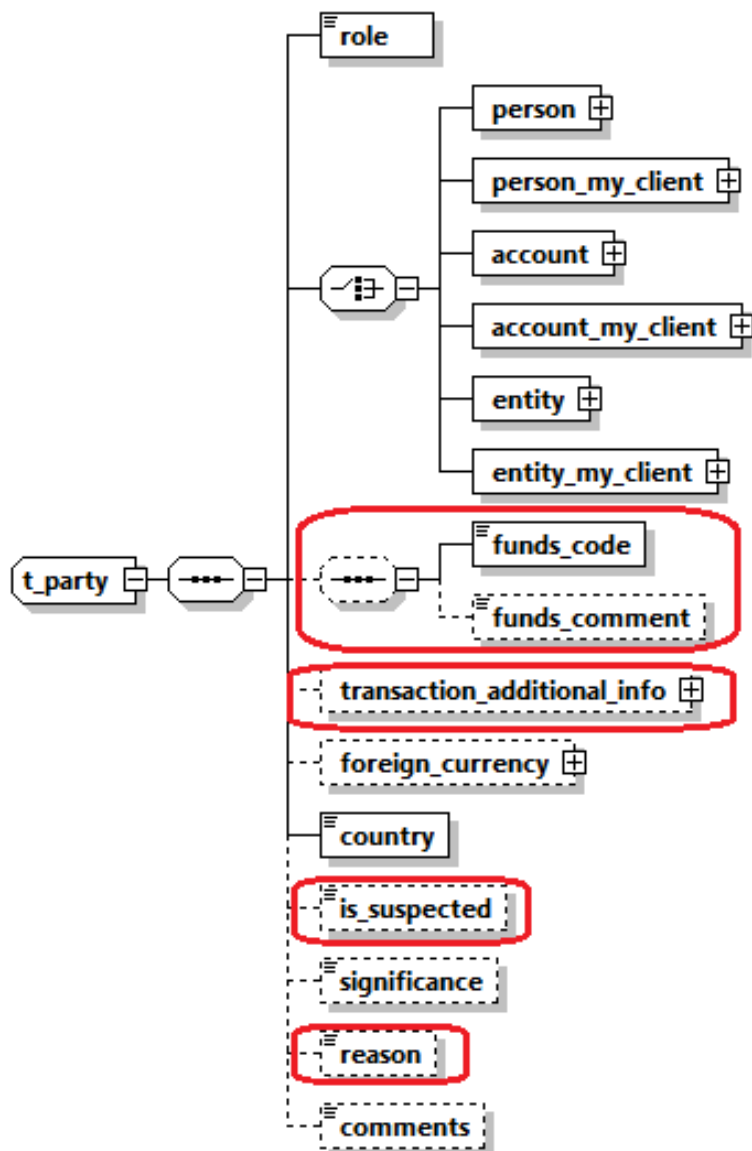 role
person
person_my_client
account
account_my_client
entity
entity_my_client
funds_code
t_party
funds_comment
transaction_additional_info
foreign_currency
country
is_suspected
significance
reason
comments